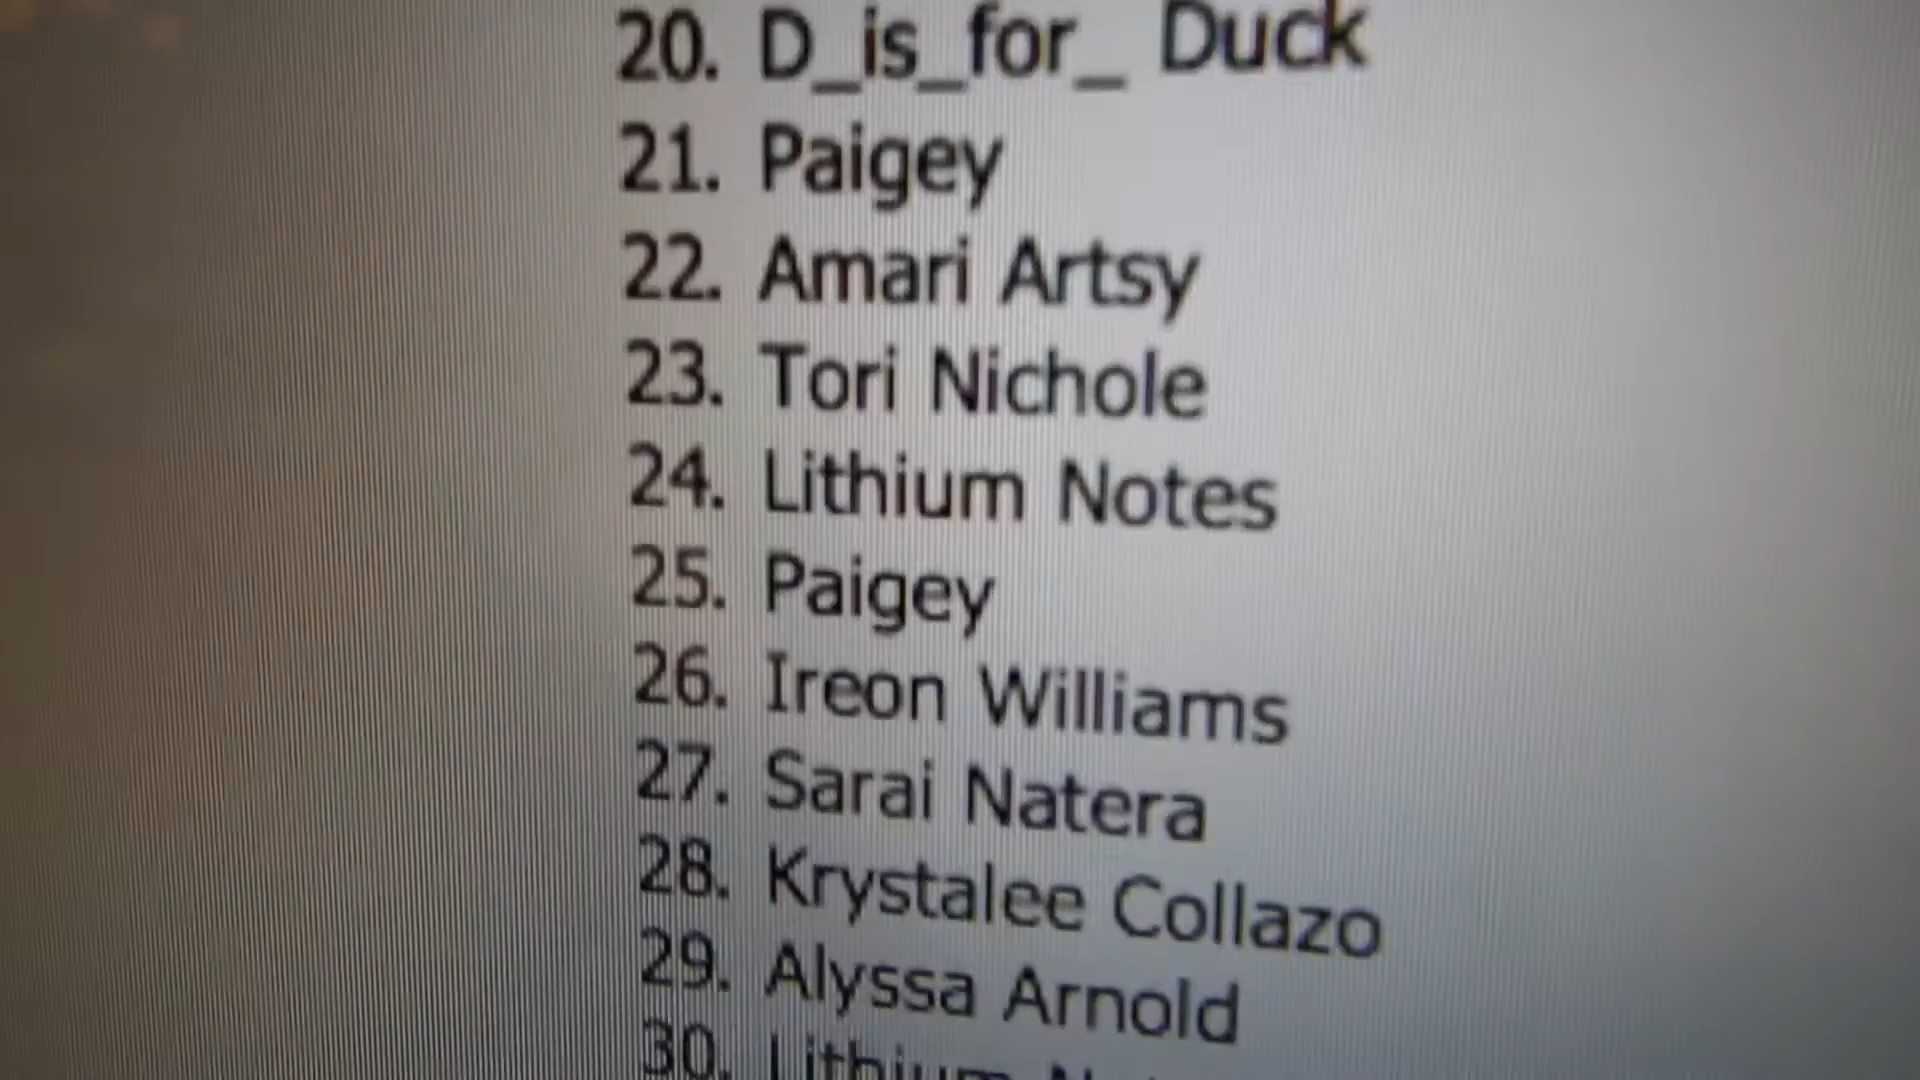 20. D_is_for_ Duck
21. Paigey
22. Amari Artsy
23. Tori Nichole
24. Lithium Notes
25. Paigey
26. Ireon Williams
27. Sarai Natera
28. Krystalee Collazo
29. Alyssa Arnold
30. Lithium